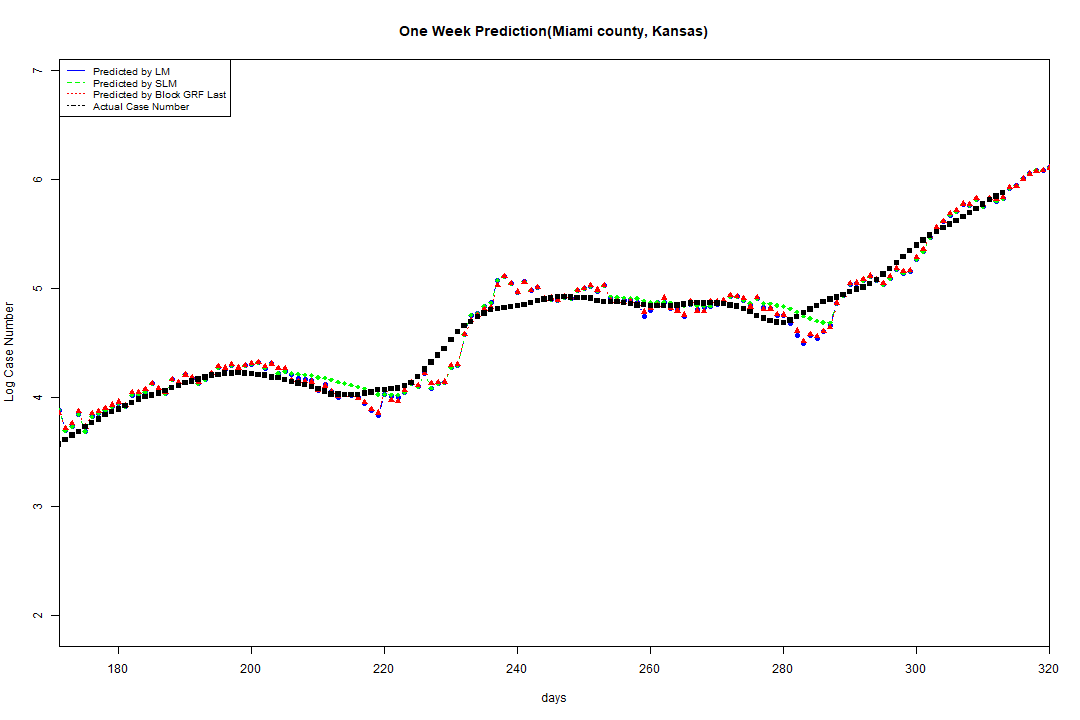 One Week Prediction(Miami county, Kansas)
Predicted by LM
Predicted by SLM
Predicted by Block GRF Last
Actual Case Number
7
6
5
4
3
2
Log Case Number
180 200 220 240 260 280 300 320
days